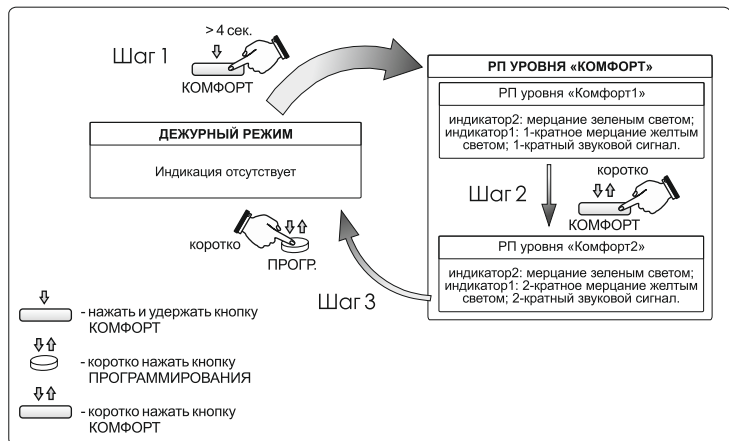 Шаг 1
> 4 сек.
КОМФОРТ
ДЕЖУРНЫЙ РЕЖИМ
Индикация отсутствует
РП УРОВНЯ «КОМФОРТ»
РП уровня «Комфорт1»
индикатор2: мерцание зеленым светом;
индикатор1: 1-кратное мерцание желтым
светом; 1-кратный звуковой сигнал.
Шаг 2
коротко
КОМФОРТ
РП уровня «Комфорт2»
индикатор2: мерцание зеленым светом;
индикатор1: 2-кратное мерцание желтым
светом; 2-кратный звуковой сигнал.
коротко
ПРОГР.
Шаг 3
- нажать и удержать кнопку
КОМФОРТ
- коротко нажать кнопку
ПРОГРАММИРОВАНИЯ
- коротко нажать кнопку
КОМФОРТ